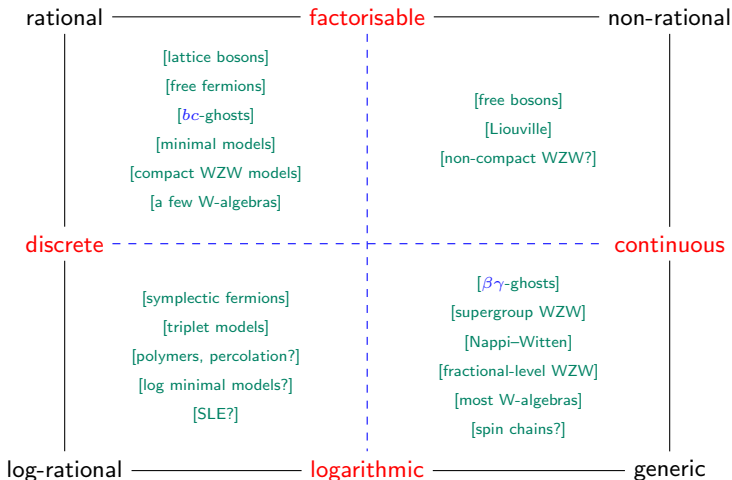 rational factorisable non-rational
[lattice bosons]
[free fermions]
[bc-ghosts]
[minimal models]
[compact WZW models]
[a few W-algebras]
[free bosons]
[Liouville]
[non-compact WZW?]
discrete continuous
[symplectic fermions]
[triplet models]
[polymers, percolation?]
[log minimal models?]
[SLE?]
[βγ-ghosts]
[supergroup WZW]
[Nappi–Witten]
[fractional-level WZW]
[most W-algebras]
[spin chains?]
log-rational logarithmic generic